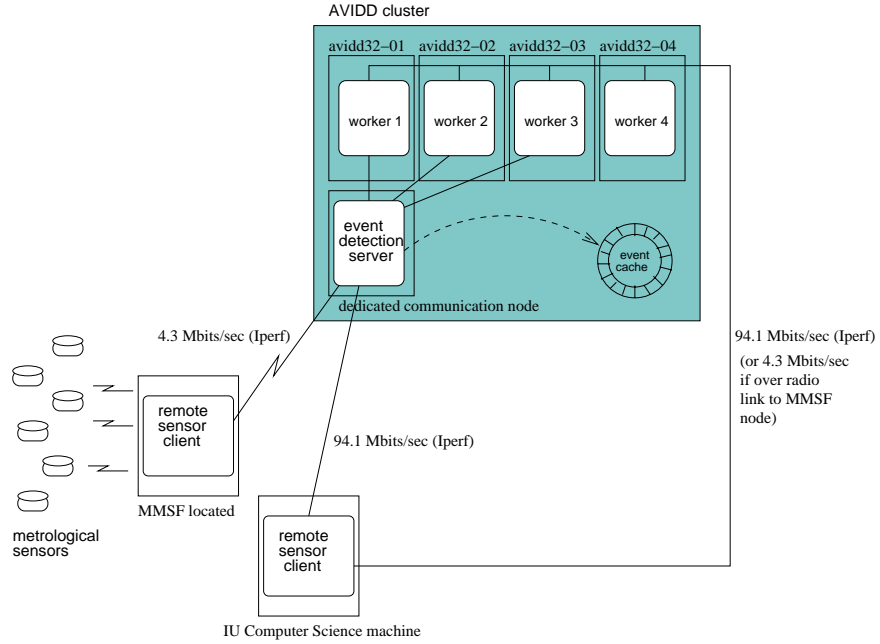 AVIDD cluster
avidd32−01
avidd32−02
avidd32−03
avidd32−04
worker 1
worker 2
worker 3
worker 4
event
detection
server
event
cache
dedicated communication node
4.3 Mbits/sec (Iperf)
94.1 Mbits/sec (Iperf)
(or 4.3 Mbits/sec
if over radio
link to MMSF
node)
remote
sensor
client
94.1 Mbits/sec (Iperf)
MMSF located
metrological
sensors
remote
sensor
client
IU Computer Science machine